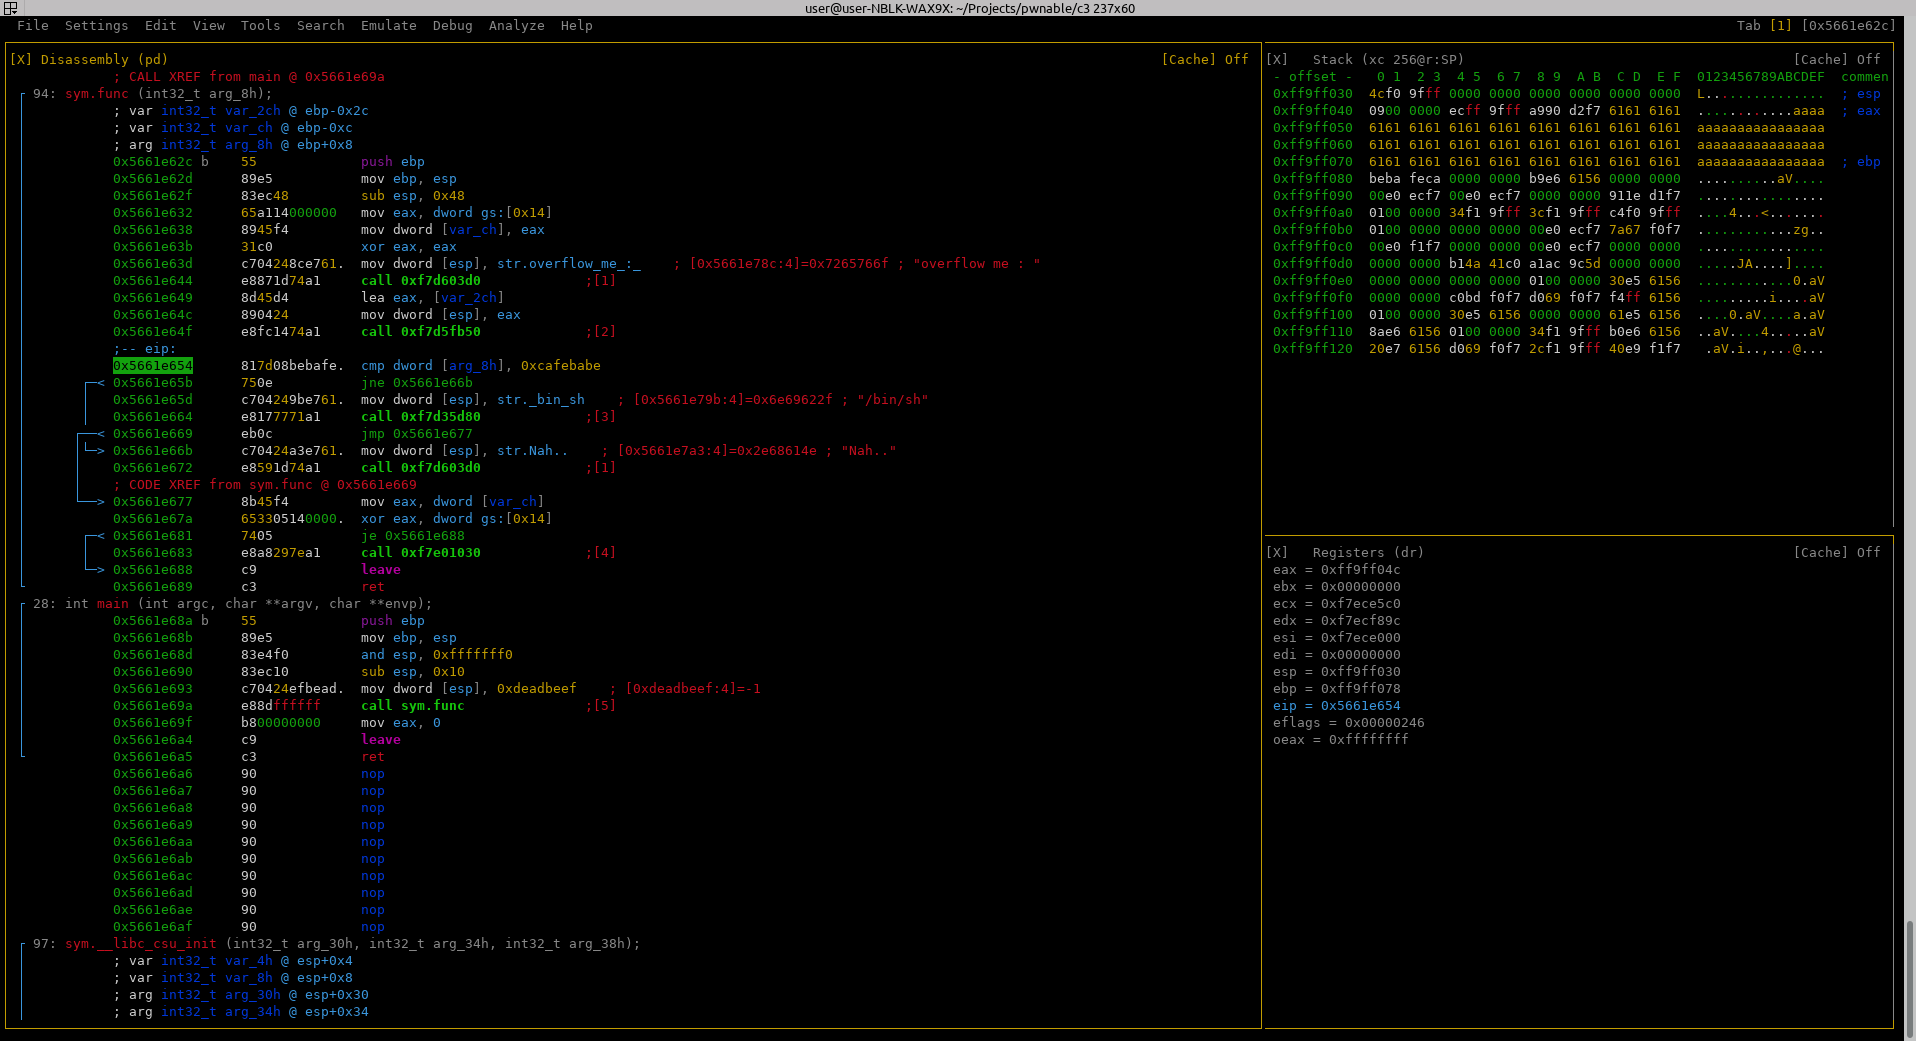 user@user-NBLK-WAX9X: ~/Projects/pwnable/c3 237x60
File Settings Edit View Tools Search Emulate Debug Analyze Help Tab [1] [0x5661e62c]
[X] Disassembly (pd) [Cache] Off
; CALL XREF from main @ 0x5661e69a
94: sym.func (int32_t arg_8h);
; var int32_t var_2ch @ ebp-0x2c
; var int32_t var_ch @ ebp-0xc
; arg int32_t arg_8h @ ebp+0x8
0x5661e62c b 55 push ebp
0x5661e62d 89e5 mov ebp, esp
0x5661e62f 83ec48 sub esp, 0x48
0x5661e632 65a114000000 mov eax, dword gs:[0x14]
0x5661e638 8945f4 mov dword [var_ch], eax
0x5661e63b 31c0 xor eax, eax
0x5661e63d c704248ce761. mov dword [esp], str.overflow_me_:_ ; [0x5661e78c:4]=0x7265766f ; "overflow me : "
0x5661e644 e8871d74a1 call 0xf7d603d0 ;[1]
0x5661e649 8d45d4 lea eax, [var_2ch]
0x5661e64c 890424 mov dword [esp], eax
0x5661e64f e8fc1474a1 call 0xf7d5fb50 ;[2]
;-- eip:
0x5661e654 817d08bebafe. cmp dword [arg_8h], 0xcafebabe
< 0x5661e65b 750e jne 0x5661e66b
0x5661e65d c704249be761. mov dword [esp], str._bin_sh ; [0x5661e79b:4]=0x6e69622f ; "/bin/sh"
0x5661e664 e8177771a1 call 0xf7d35d80 ;[3]
< 0x5661e669 eb0c jmp 0x5661e677
> 0x5661e66b c70424a3e761. mov dword [esp], str.Nah.. ; [0x5661e7a3:4]=0x2e68614e ; "Nah.."
0x5661e672 e8591d74a1 call 0xf7d603d0 ;[1]
; CODE XREF from sym.func @ 0x5661e669
> 0x5661e677 8b45f4 mov eax, dword [var_ch]
0x5661e67a 653305140000. xor eax, dword gs:[0x14]
< 0x5661e681 7405 je 0x5661e688
0x5661e683 e8a8297ea1 call 0xf7e01030 ;[4]
> 0x5661e688 c9 leave
0x5661e689 c3 ret
28: int main (int argc, char **argv, char **envp);
0x5661e68a b 55 push ebp
0x5661e68b 89e5 mov ebp, esp
0x5661e68d 83e4f0 and esp, 0xfffffff0
0x5661e690 83ec10 sub esp, 0x10
0x5661e693 c70424efbead. mov dword [esp], 0xdeadbeef ; [0xdeadbeef:4]=-1
0x5661e69a e88dffffff call sym.func ;[5]
0x5661e69f b800000000 mov eax, 0
0x5661e6a4 c9 leave
0x5661e6a5 c3 ret
0x5661e6a6 90 nop
0x5661e6a7 90 nop
0x5661e6a8 90 nop
0x5661e6a9 90 nop
0x5661e6aa 90 nop
0x5661e6ab 90 nop
0x5661e6ac 90 nop
0x5661e6ad 90 nop
0x5661e6ae 90 nop
0x5661e6af 90 nop
97: sym.__libc_csu_init (int32_t arg_30h, int32_t arg_34h, int32_t arg_38h);
; var int32_t var_4h @ esp+0x4
; var int32_t var_8h @ esp+0x8
; arg int32_t arg_30h @ esp+0x30
; arg int32_t arg_34h @ esp+0x34
[X] Stack (xc 256@r:SP) [Cache] Off
- offset - 0 1 2 3 4 5 6 7 8 9 A B C D E F 0123456789ABCDEF commen
0xff9ff030 4cf0 9fff 0000 0000 0000 0000 0000 0000 L............... ; esp
0xff9ff040 0900 0000 ecff 9fff a990 d2f7 6161 6161 ............aaaa ; eax
0xff9ff050 6161 6161 6161 6161 6161 6161 6161 6161 aaaaaaaaaaaaaaaa
0xff9ff060 6161 6161 6161 6161 6161 6161 6161 6161 aaaaaaaaaaaaaaaa
0xff9ff070 6161 6161 6161 6161 6161 6161 6161 6161 aaaaaaaaaaaaaaaa ; ebp
0xff9ff080 beba feca 0000 0000 b9e6 6156 0000 0000 ..........aV....
0xff9ff090 00e0 ecf7 00e0 ecf7 0000 0000 911e d1f7 ................
0xff9ff0a0 0100 0000 34f1 9fff 3cf1 9fff c4f0 9fff ....4...<.......
0xff9ff0b0 0100 0000 0000 0000 00e0 ecf7 7a67 f0f7 ............zg..
0xff9ff0c0 00e0 f1f7 0000 0000 00e0 ecf7 0000 0000 ................
0xff9ff0d0 0000 0000 b14a 41c0 a1ac 9c5d 0000 0000 .....JA....]....
0xff9ff0e0 0000 0000 0000 0000 0100 0000 30e5 6156 ............0.aV
0xff9ff0f0 0000 0000 c0bd f0f7 d069 f0f7 f4ff 6156 .........i....aV
0xff9ff100 0100 0000 30e5 6156 0000 0000 61e5 6156 ....0.aV....a.aV
0xff9ff110 8ae6 6156 0100 0000 34f1 9fff b0e6 6156 ..aV....4.....aV
0xff9ff120 20e7 6156 d069 f0f7 2cf1 9fff 40e9 f1f7 .aV.i..,...@...
[X] Registers (dr) [Cache] Off
eax = 0xff9ff04c
ebx = 0x00000000
ecx = 0xf7ece5c0
edx = 0xf7ecf89c
esi = 0xf7ece000
edi = 0x00000000
esp = 0xff9ff030
ebp = 0xff9ff078
eip = 0x5661e654
eflags = 0x00000246
oeax = 0xffffffff